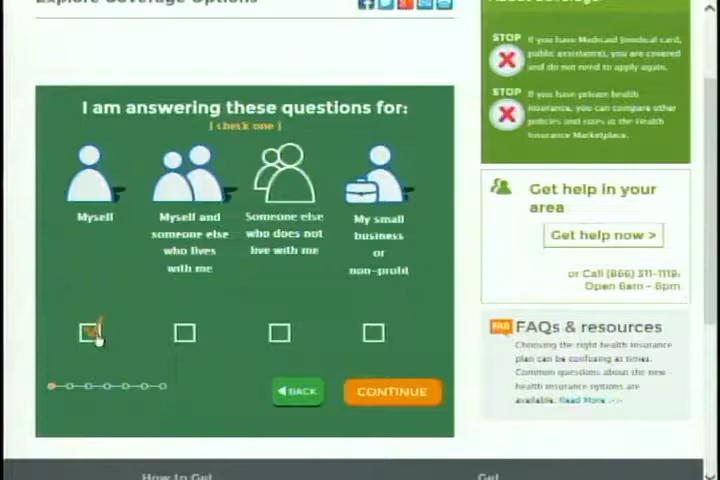 Explore Coverage Options
About Coverage
STOP
If you have Medicaid (medical card,
public assistance), you are covered
and do not need to apply again.
STOP
If you have private health
insurance, you can compare other
policies and rates at the Health
Insurance Marketplace.
I am answering these questions for:
[ check one ]
Myself
Myself and
someone else
who lives
with me
Someone else
who does not
live with me
My small
business
or
non-profit
BACK
CONTINUE
Get help in your
area
Get help now >
or Call (866) 311-1119:
Open 8am - 8pm
FAQ
FAQs & resources
Choosing the right health insurance
plan can be confusing at times.
Common questions about the new
health insurance options are
available. Read More >>
How to Get
Get